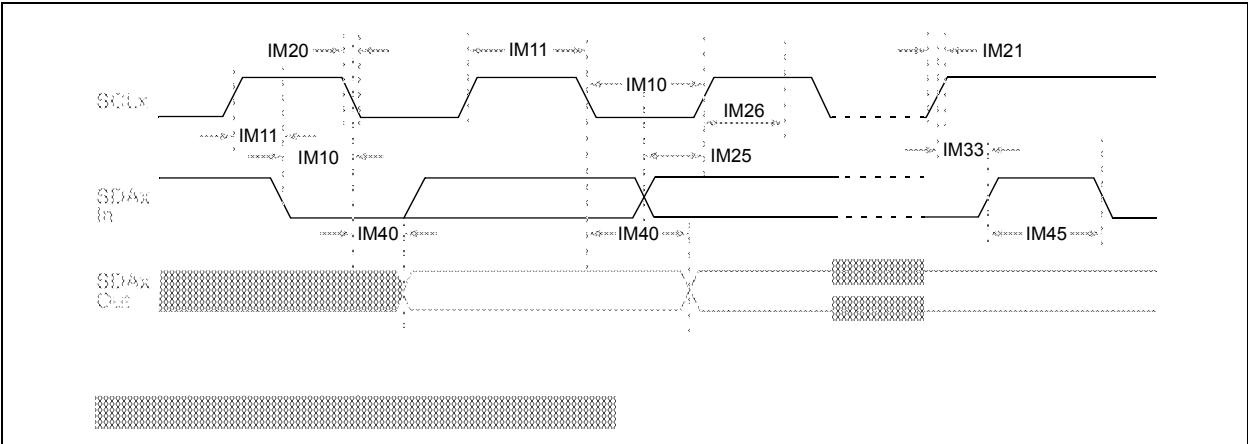 IM20
IM11
IM21
IM10
SCLx
IM26
IM11
IM10
IM25
IM33
SDAx
In
IM40
IM40
IM45
SDAx
Out